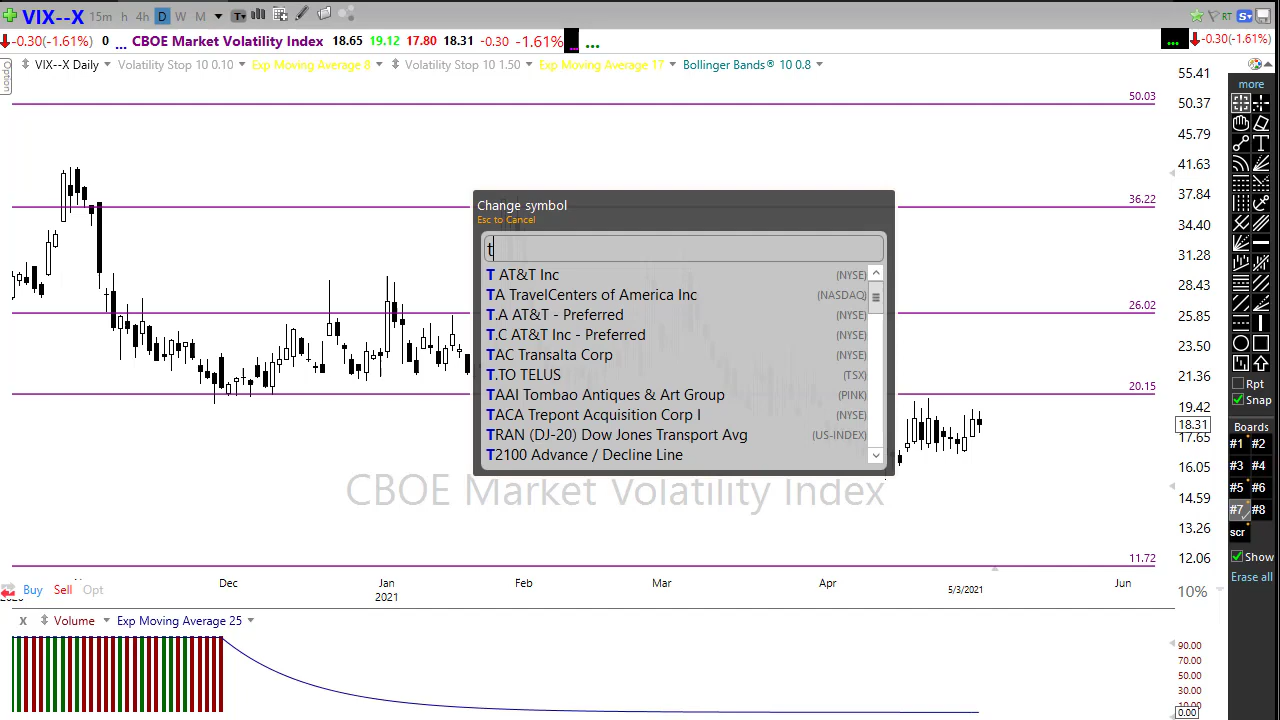 VIX--X 15m h 4h D W M T
-0.30(-1.61%) 0 ... CBOE Market Volatility Index 18.65 19.12 17.80 18.31 -0.30 -1.61% ... ...
RT S
-0.30(-1.61%)
Option
VIX--X Daily Volatility Stop 10 0.10 Exp Moving Average 8 Volatility Stop 10 1.50 Exp Moving Average 17 Bollinger Bands® 10 0.8
55.41
50.37
45.79
41.63
37.84
34.40
31.28
28.43
25.85
23.50
21.36
19.42
18.31
17.65
16.05
14.59
13.26
12.06
10%
50.03
36.22
26.02
20.15
11.72
Change symbol
Esc to Cancel
t
T AT&T Inc (NYSE)
TA TravelCenters of America Inc (NASDAQ)
T.A AT&T - Preferred (NYSE)
T.C AT&T Inc - Preferred (NYSE)
TAC Transalta Corp (NYSE)
T.TO TELUS (TSX)
TAAI Tombao Antiques & Art Group (PINK)
TACA Trepont Acquisition Corp I (NYSE)
TRAN (DJ-20) Dow Jones Transport Avg (US-INDEX)
T2100 Advance / Decline Line
CBOE Market Volatility Index
Dec Jan Feb Mar Apr 5/3/2021 Jun
2021
Buy Sell Opt
X Volume Exp Moving Average 25
90.00
70.00
50.00
30.00
0.00
more
Rpt
Snap
Boards
#1 #2
#3 #4
#5 #6
#7 #8
scr
Show
Erase all